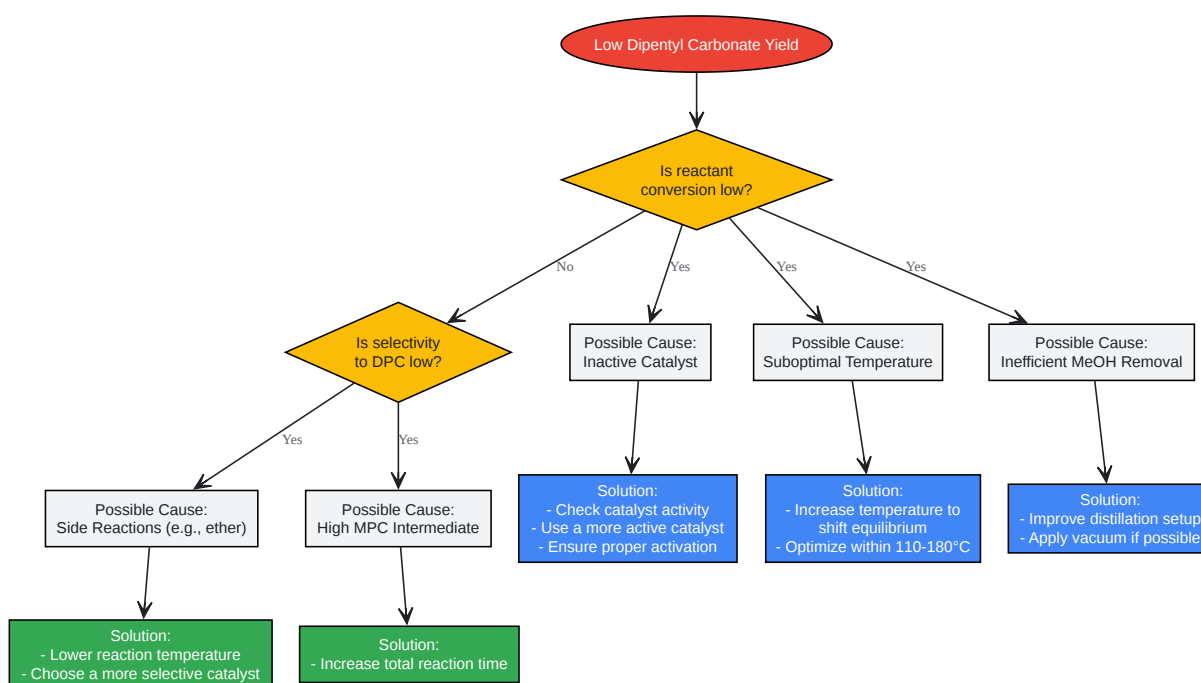 Low Dipentyl Carbonate Yield
Is reactant
conversion low?
No
Yes
Yes
Yes
Is selectivity
to DPC low?
Possible Cause:
Inactive Catalyst
Possible Cause:
Suboptimal Temperature
Possible Cause:
Inefficient MeOH Removal
Yes
Yes
Possible Cause:
Side Reactions (e.g., ether)
Possible Cause:
High MPC Intermediate
Solution:
- Check catalyst activity
- Use a more active catalyst
- Ensure proper activation
Solution:
- Increase temperature to
shift equilibrium
- Optimize within 110-180°C
Solution:
- Improve distillation setup
- Apply vacuum if possible
Solution:
- Lower reaction temperature
- Choose a more selective catalyst
Solution:
- Increase total reaction time